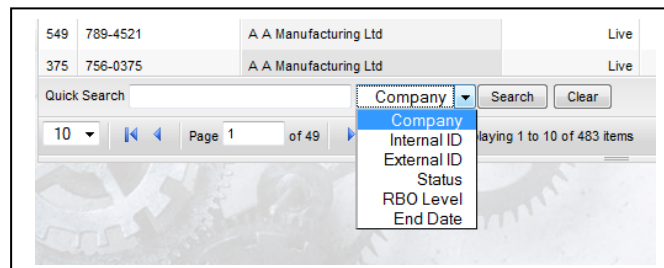 549 789-4521 A A Manufacturing Ltd Live
375 756-0375 A A Manufacturing Ltd Live
Quick Search Company Search Clear
10 Page 1 of 49 laying 1 to 10 of 483 items
Company
Internal ID
External ID
Status
RBO Level
End Date